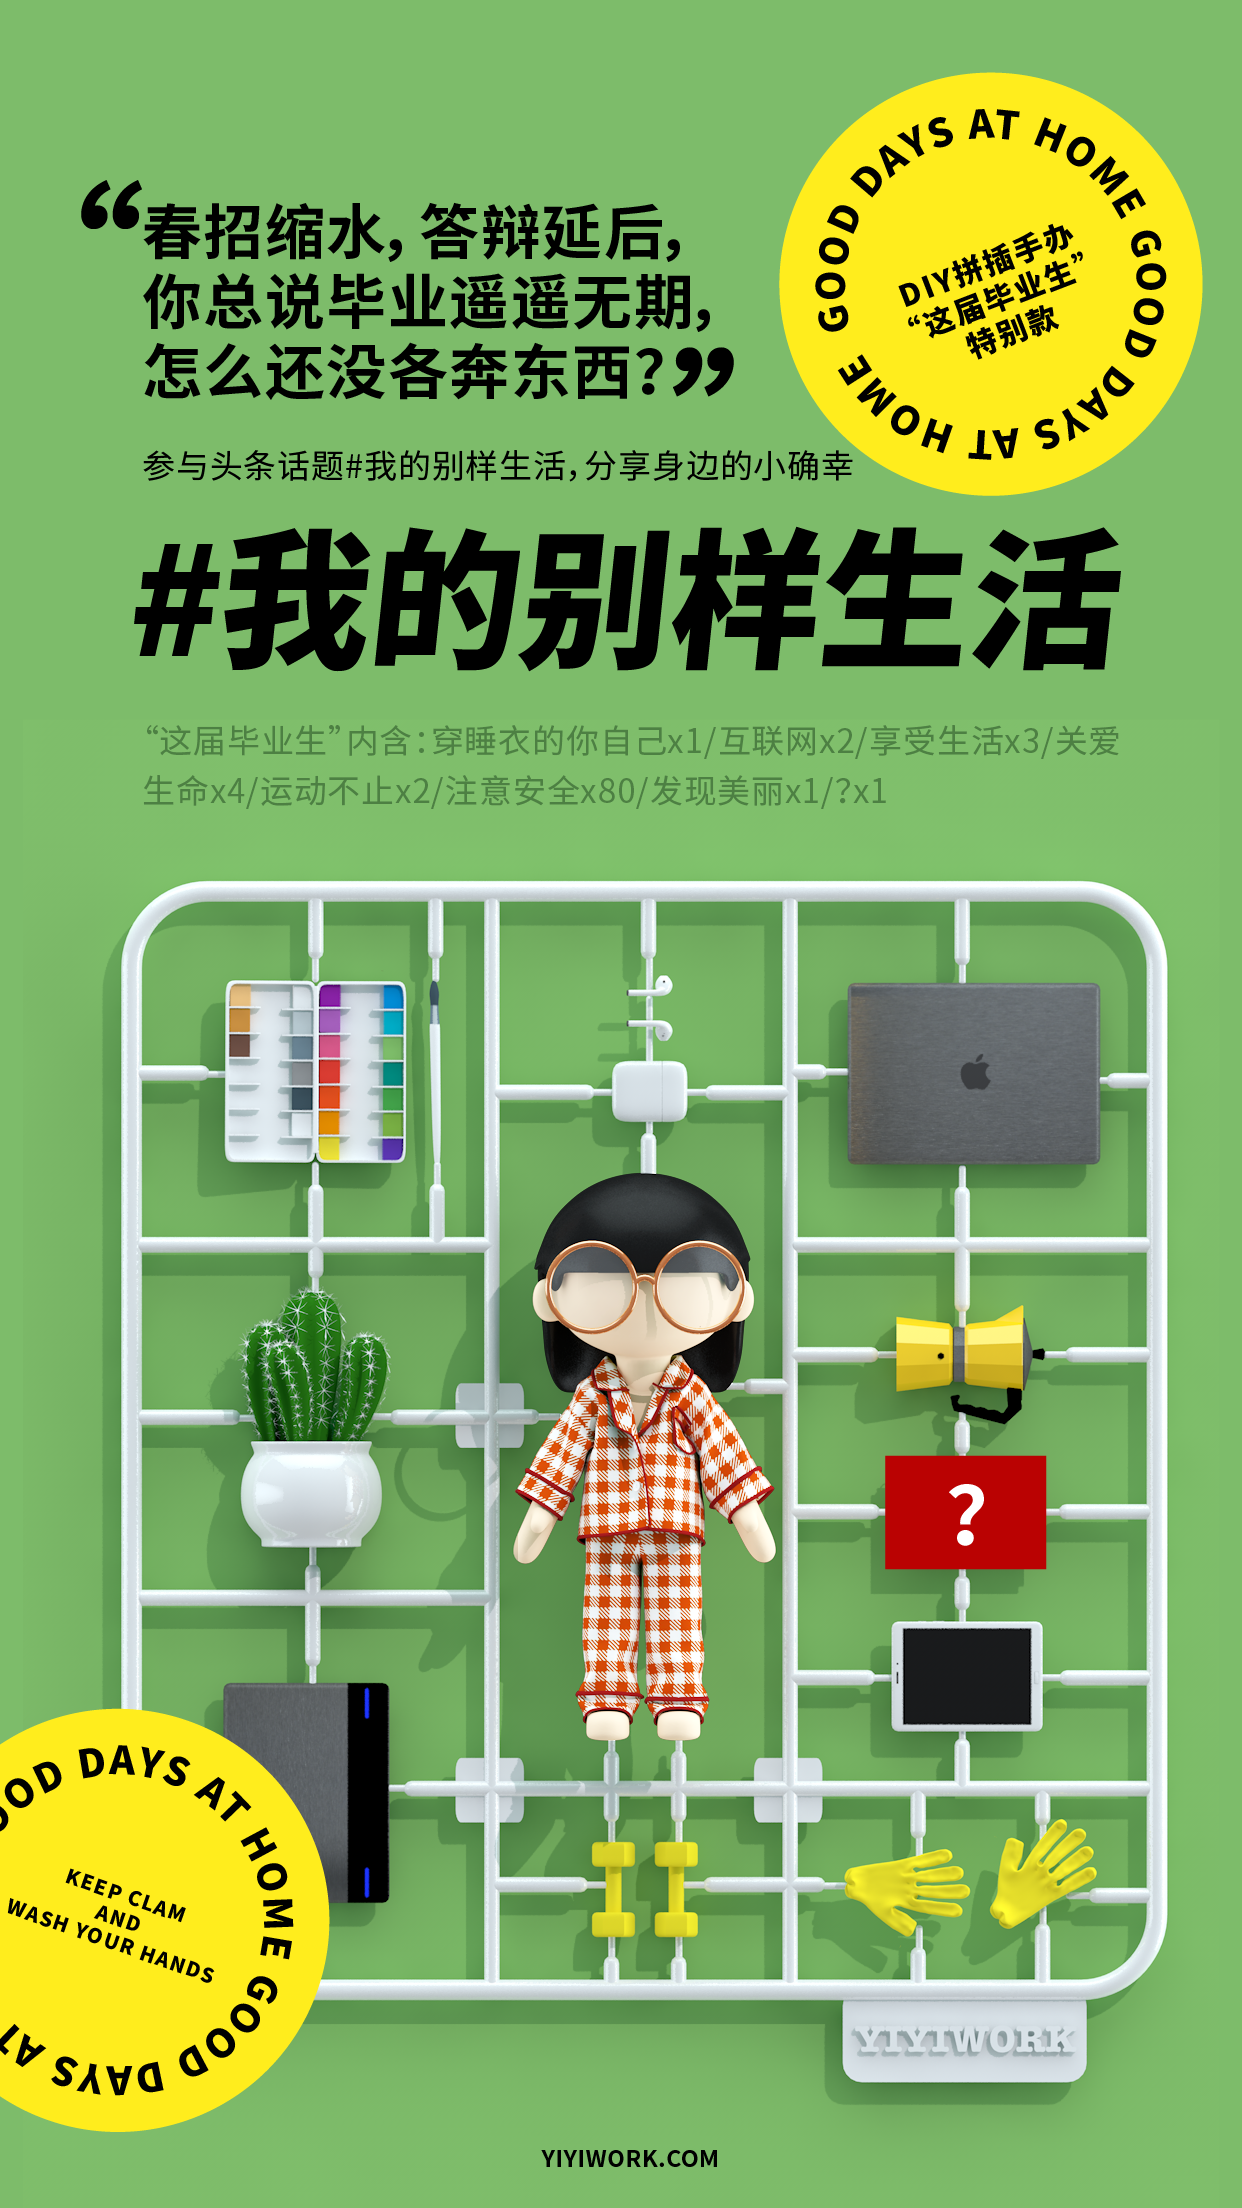 GOOD DAYS AT HOME GOOD DAYS AT HOME
DIY拼插手办
“这届毕业生”
特别款
“春招缩水，答辩延后，
你总说毕业遥遥无期，
怎么还没各奔东西？”
参与头条话题#我的别样生活，分享身边的小确幸
#我的别样生活
“这届毕业生”内含：穿睡衣的你自己x1/互联网x2/享受生活x3/关爱
生命x4/运动不止x2/注意安全x80/发现美丽x1/?x1
?
OOD DAYS AT HOME GOOD DAYS AT
KEEP CLAM
AND
WASH YOUR HANDS
YIYIWORK
YIYIWORK.COM